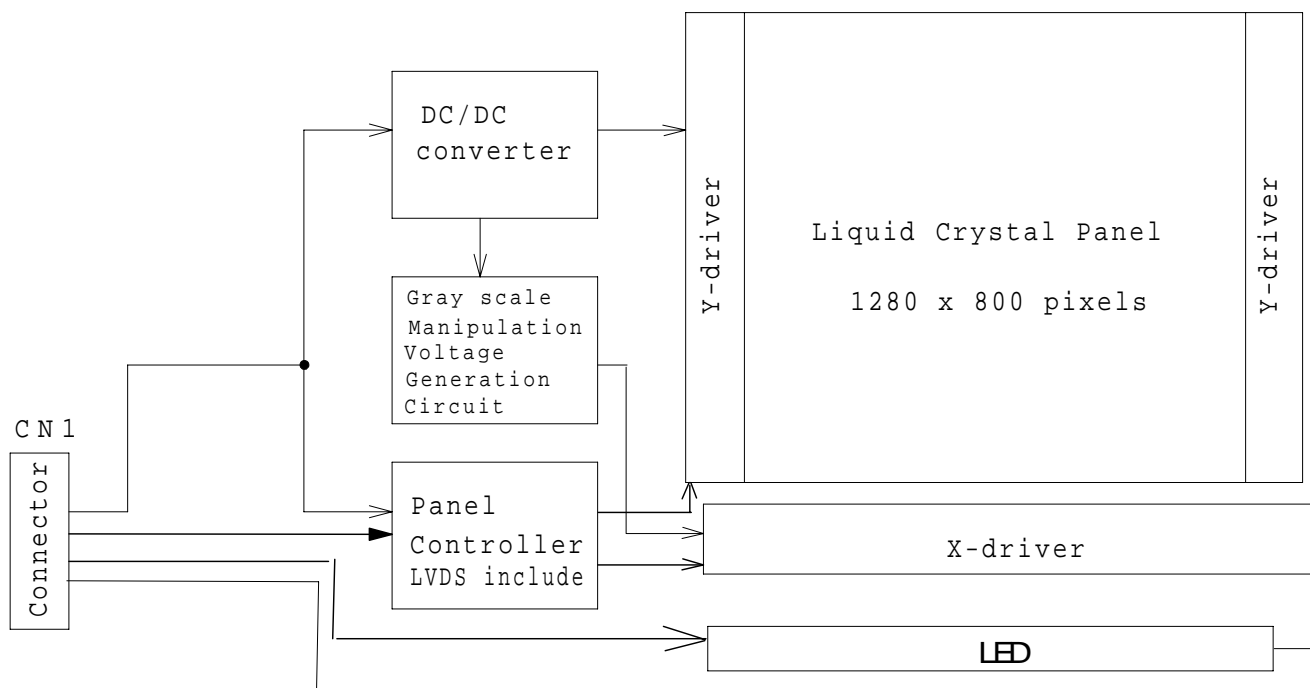 DC/DC
converter
Gray scale
Manipulation
Voltage
Generation
Circuit
CN1
Connector
Panel
Controller
LVDS include
Y-driver
Liquid Crystal Panel
1280 x 800 pixels
Y-driver
X-driver
LED